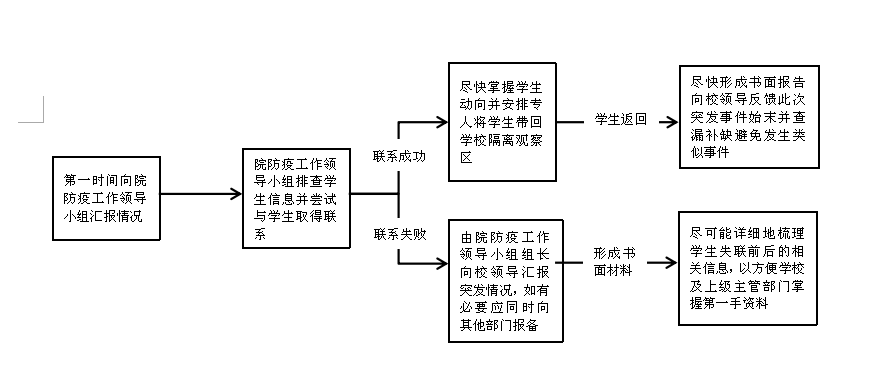 第一时间向院
防疫工作领导
小组汇报情况
院防疫工作领
导小组排查学
生信息并尝试
与学生取得联
系
联系成功
尽快掌握学生
动向并安排专
人将学生带回
学校隔离观察
区
学生返回
尽快形成书面报告
向校领导反馈此次
突发事件始末并查
漏补缺避免发生类
似事件
联系失败
由院防疫工作
领导小组组长
向校领导汇报
突发情况，如有
必要应同时向
其他部门报备
形成书
面材料
尽可能详细地梳理
学生失联前后的相
关信息，以方便学校
及上级主管部门掌
握第一手资料